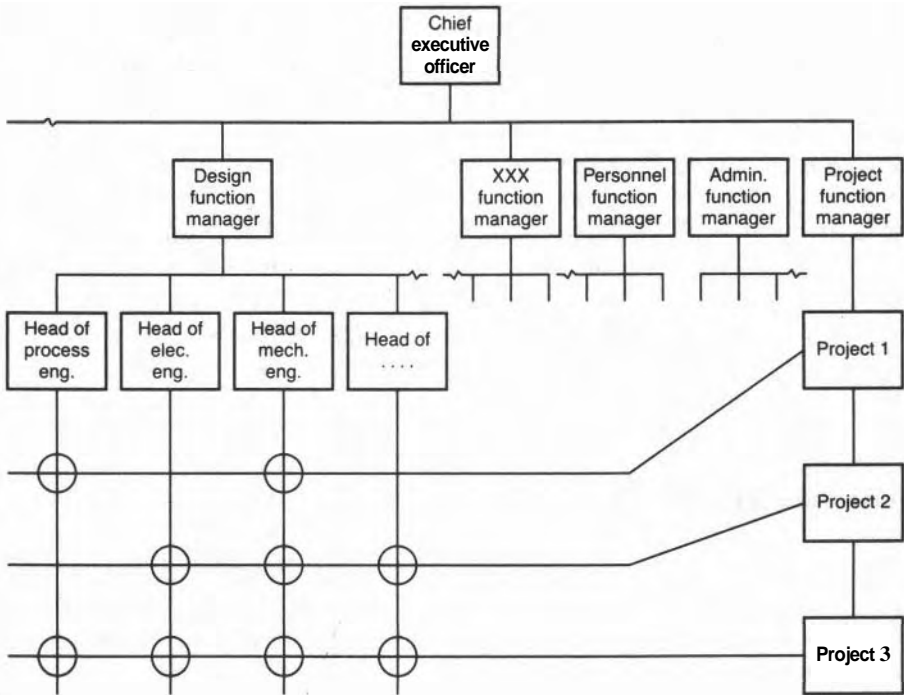 Chief
executive
officer
Design
function
manager
XXX
function
manager
Personnel
function
manager
Admin.
function
manager
Project
function
manager
Head of
process
eng.
Head of
elec.
eng.
Head of
mech.
eng.
Head of
....
Project 1
Project 2
Project 3